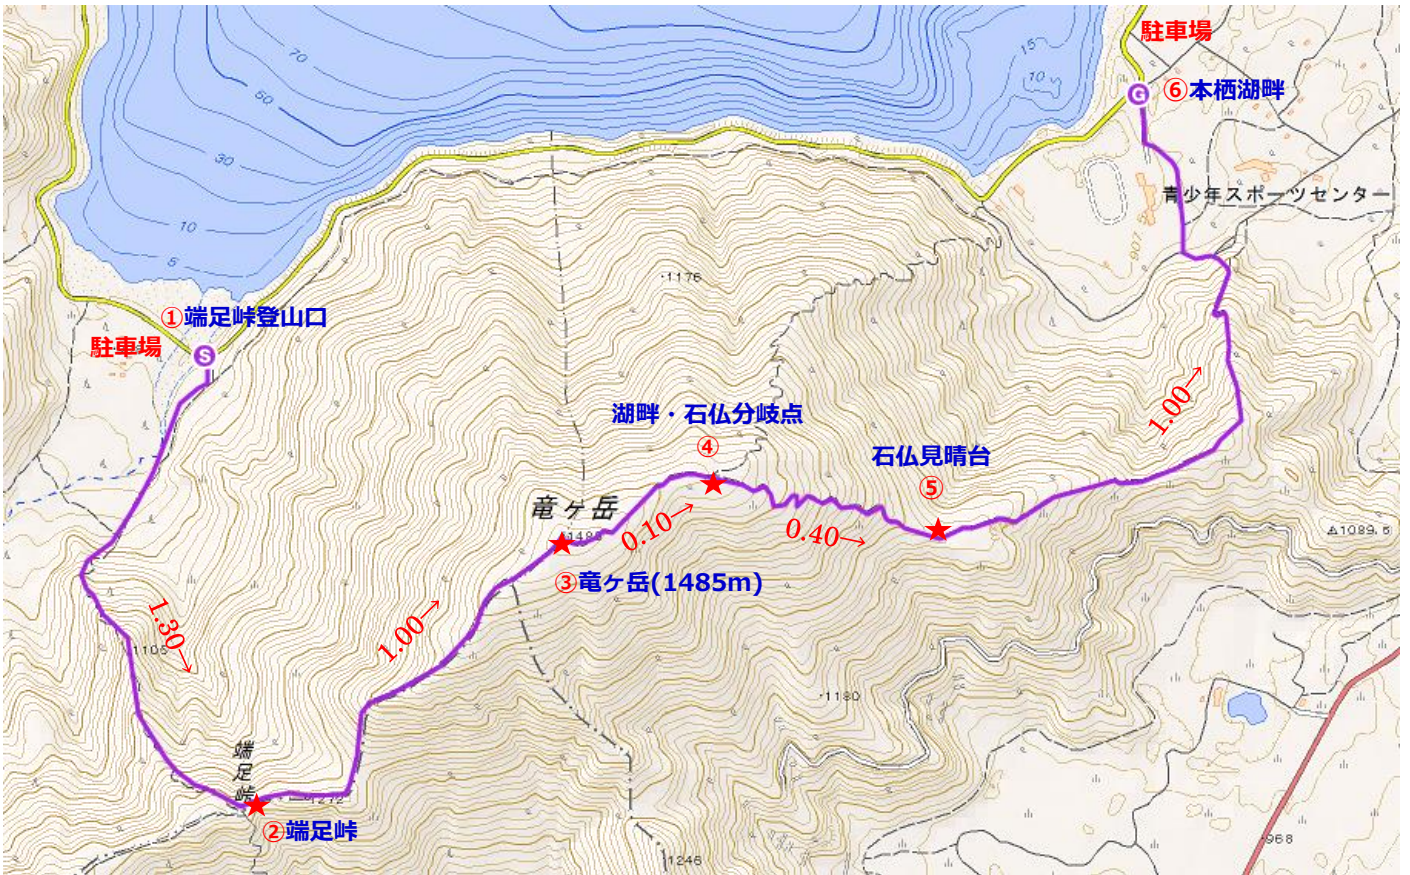 駐車場
⑥本栖湖畔
G
70
50
30
10
5
15
10
青少年スポーツセンター
907
・1176
①端足峠登山口
駐車場
S
湖畔・石仏分岐点
④
石仏見晴台
⑤
1.00→
竜ヶ岳
1485
0.10→
0.40→
1089.5
③竜ヶ岳(1485m)
1.30→
1.00→
1105
・1180
端足峠
1272
②端足峠
・1246
・968